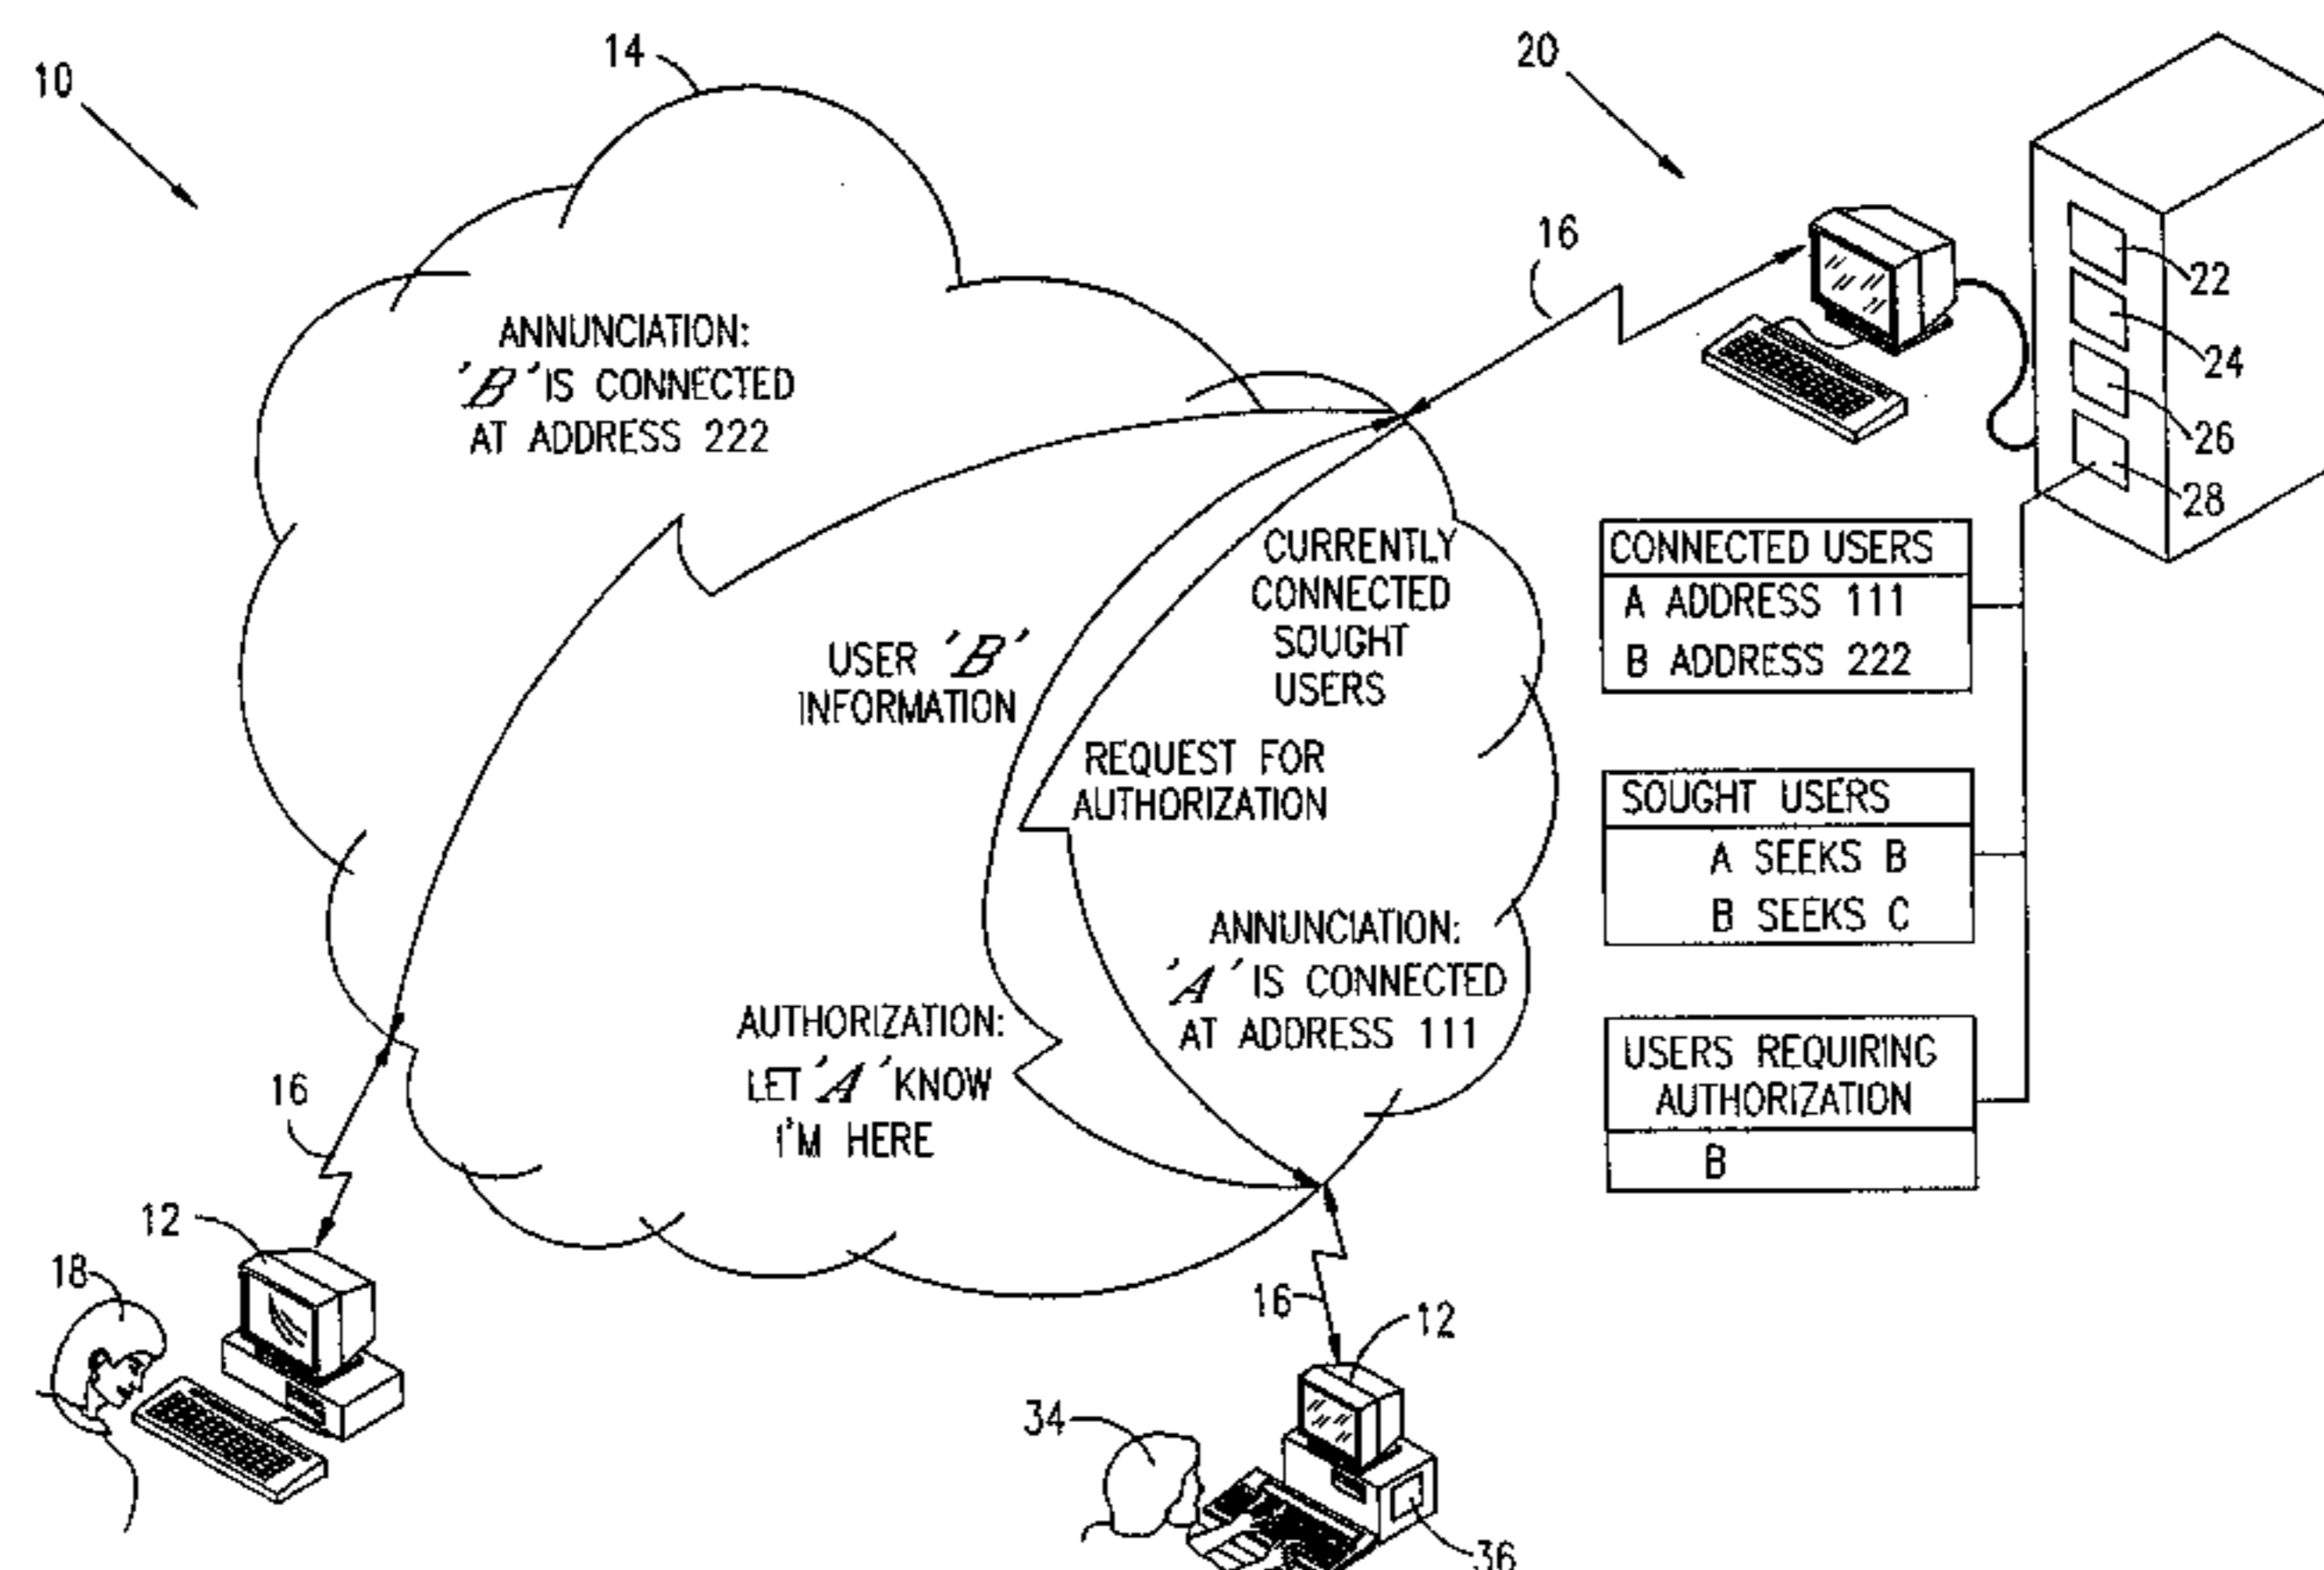 10
14
20
16
22
24
26
28
ANNUNCIATION:
'B' IS CONNECTED
AT ADDRESS 222
CURRENTLY
CONNECTED
SOUGHT
USERS
USER 'B'
INFORMATION
REQUEST FOR
AUTHORIZATION
ANNUNCIATION:
'A' IS CONNECTED
AT ADDRESS 111
AUTHORIZATION:
LET 'A' KNOW
I'M HERE
CONNECTED USERS
A ADDRESS 111
B ADDRESS 222
SOUGHT USERS
A SEEKS B
B SEEKS C
USERS REQUIRING
AUTHORIZATION
B
16
12
18
16
12
34
36